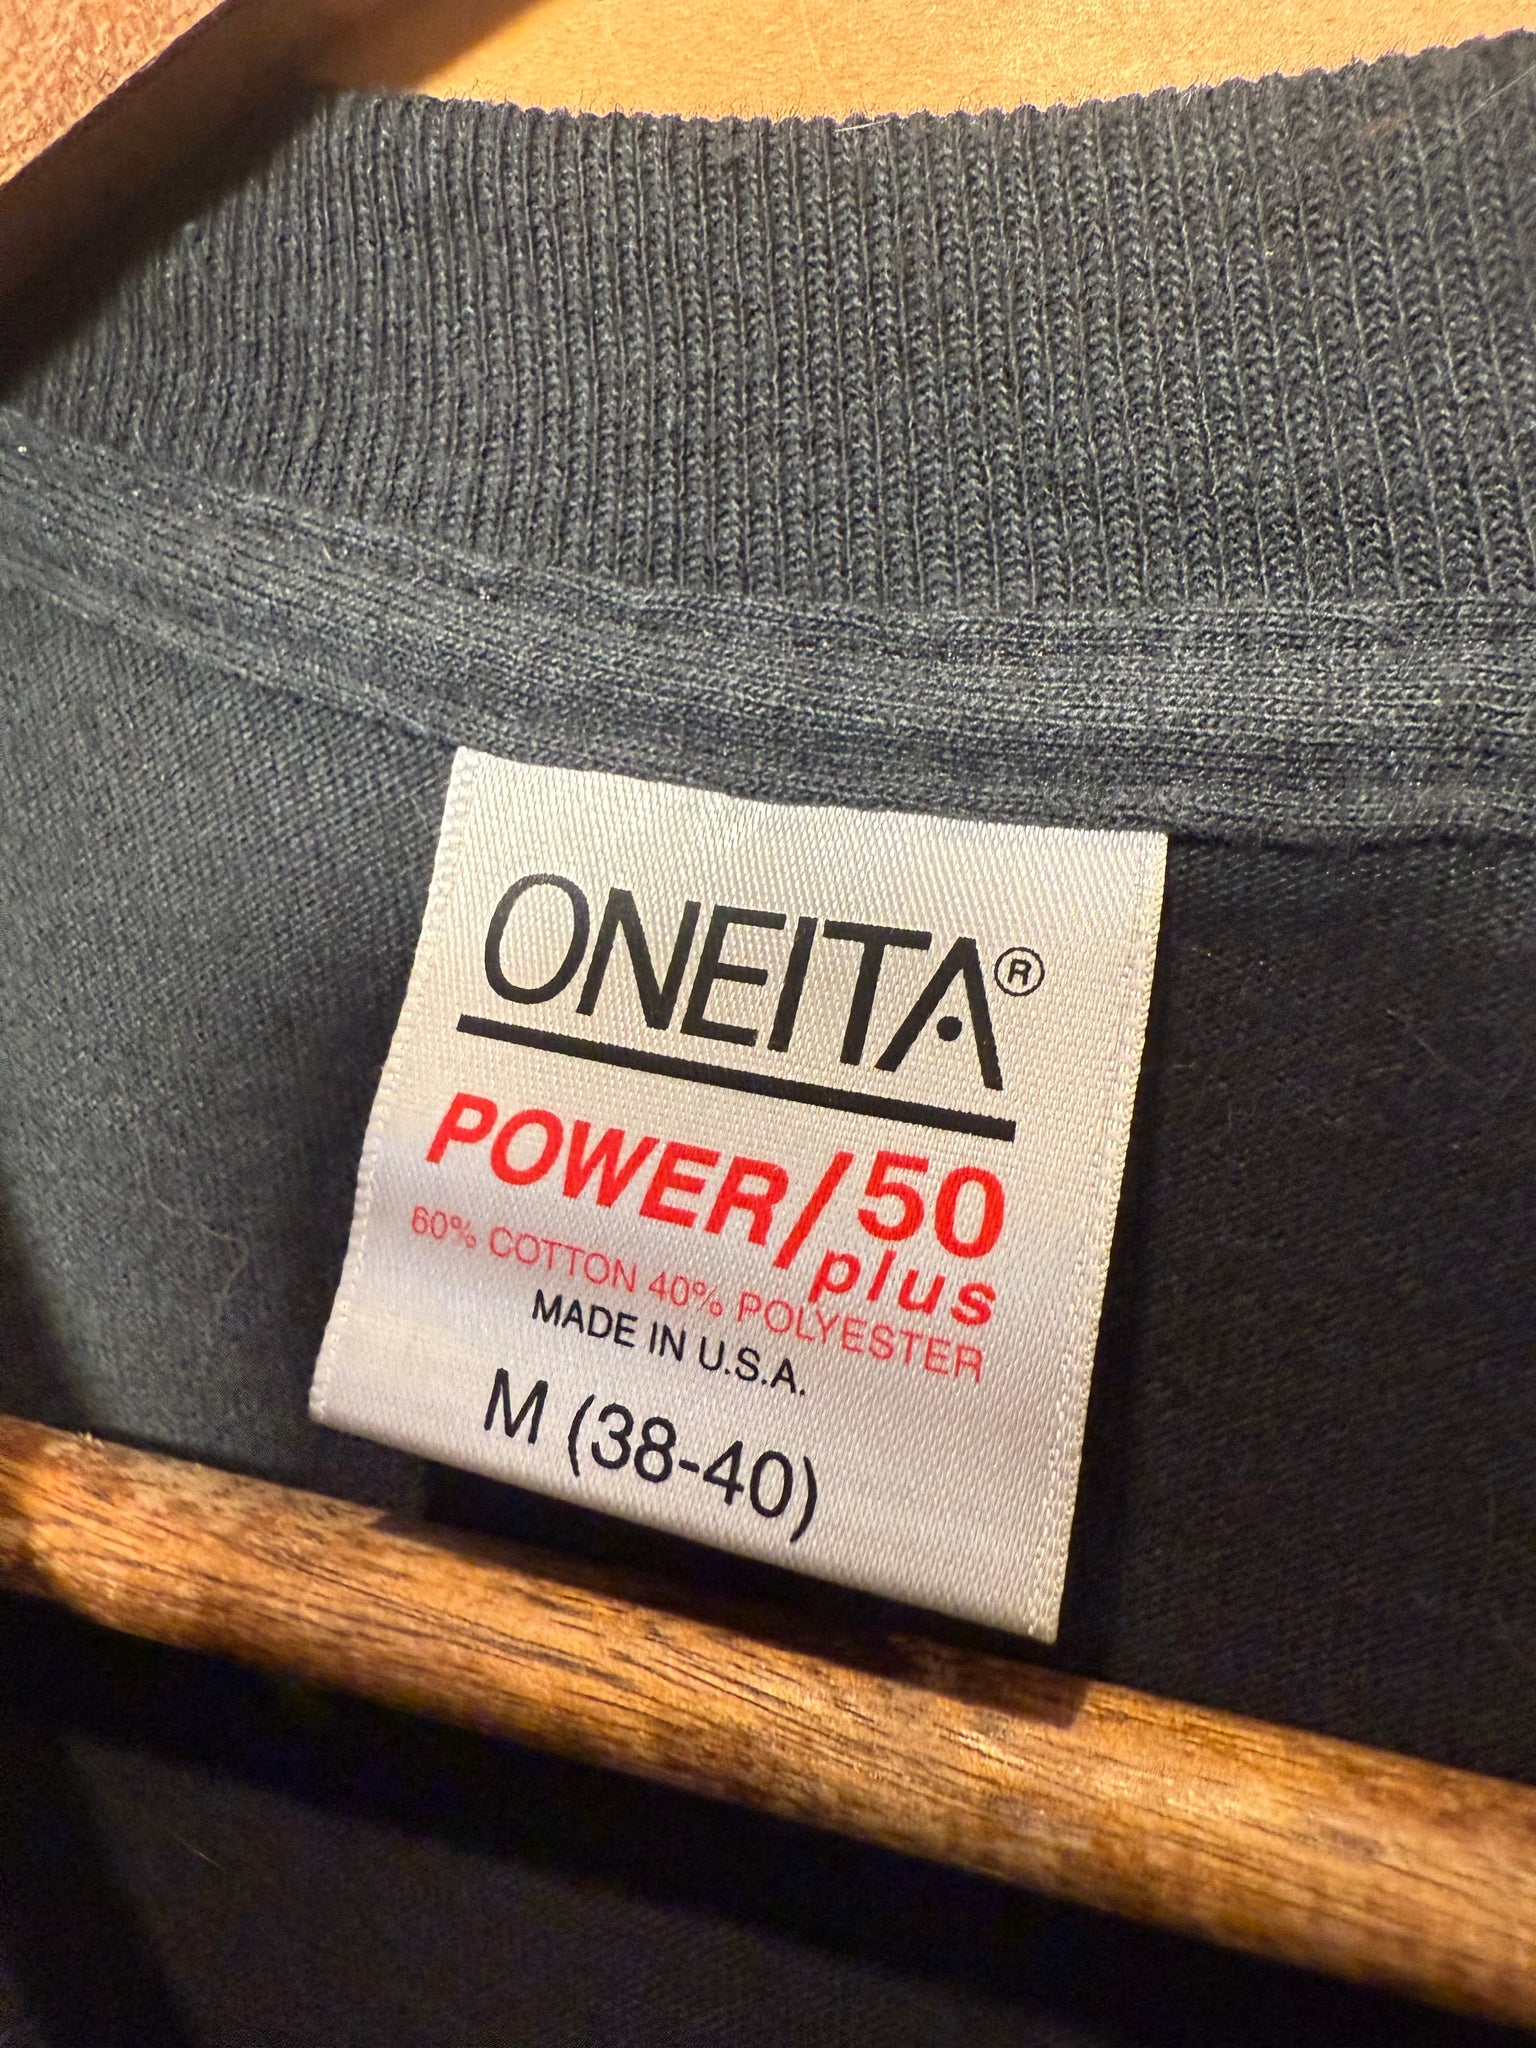 ONEITA®
POWER/50
plus
60% COTTON 40% POLYESTER
MADE IN U.S.A.
M (38-40)